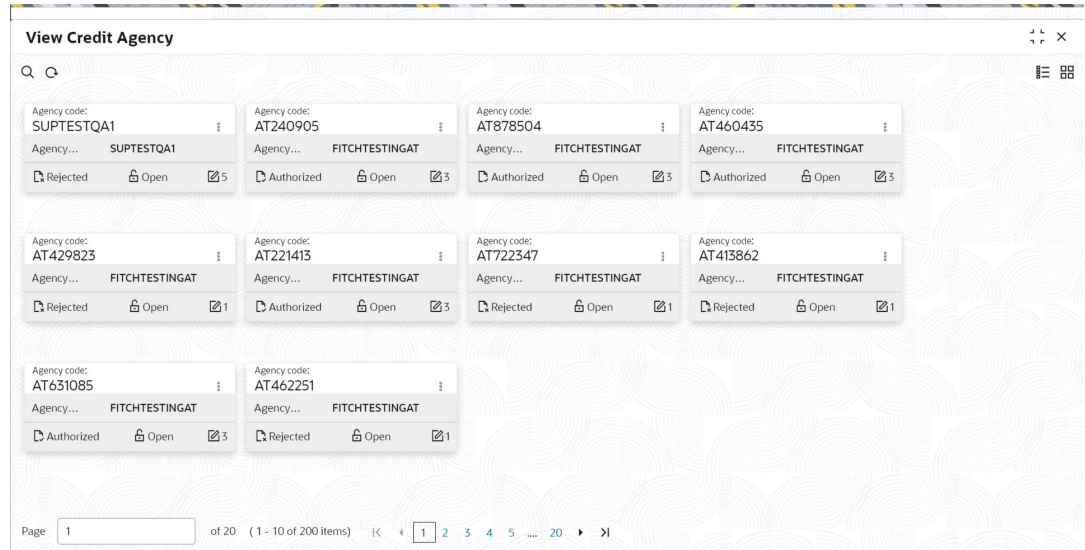 View Credit Agency
Agency code:
SUPTESTQA1
Agency... SUPTESTQA1
Rejected Open 5
Agency code:
AT240905
Agency... FITCHTESTINGAT
Authorized Open 3
Agency code:
AT878504
Agency... FITCHTESTINGAT
Authorized Open 3
Agency code:
AT460435
Agency... FITCHTESTINGAT
Authorized Open 3
Agency code:
AT429823
Agency... FITCHTESTINGAT
Rejected Open 1
Agency code:
AT221413
Agency... FITCHTESTINGAT
Authorized Open 3
Agency code:
AT722347
Agency... FITCHTESTINGAT
Rejected Open 1
Agency code:
AT413862
Agency... FITCHTESTINGAT
Rejected Open 1
Agency code:
AT631085
Agency... FITCHTESTINGAT
Authorized Open 3
Agency code:
AT462251
Agency... FITCHTESTINGAT
Rejected Open 1
Page 1 of 20 ( 1 - 10 of 200 items) 1 2 3 4 5 .... 20